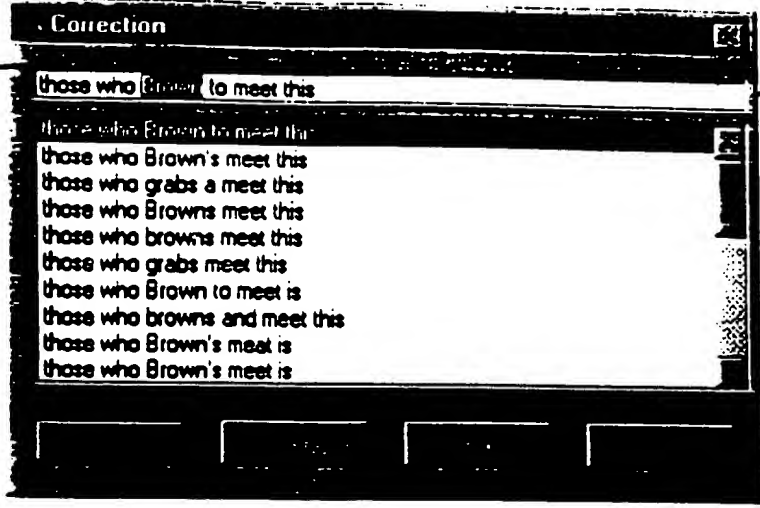 Correction
those who Brown to meet this
those who Brown to meet this
those who Brown's meet this
those who grabs a meet this
those who Browns meet this
those who browns meet this
those who grabs meet this
those who Brown to meet is
those who browns and meet this
those who Brown's meat is
those who Brown's meet is